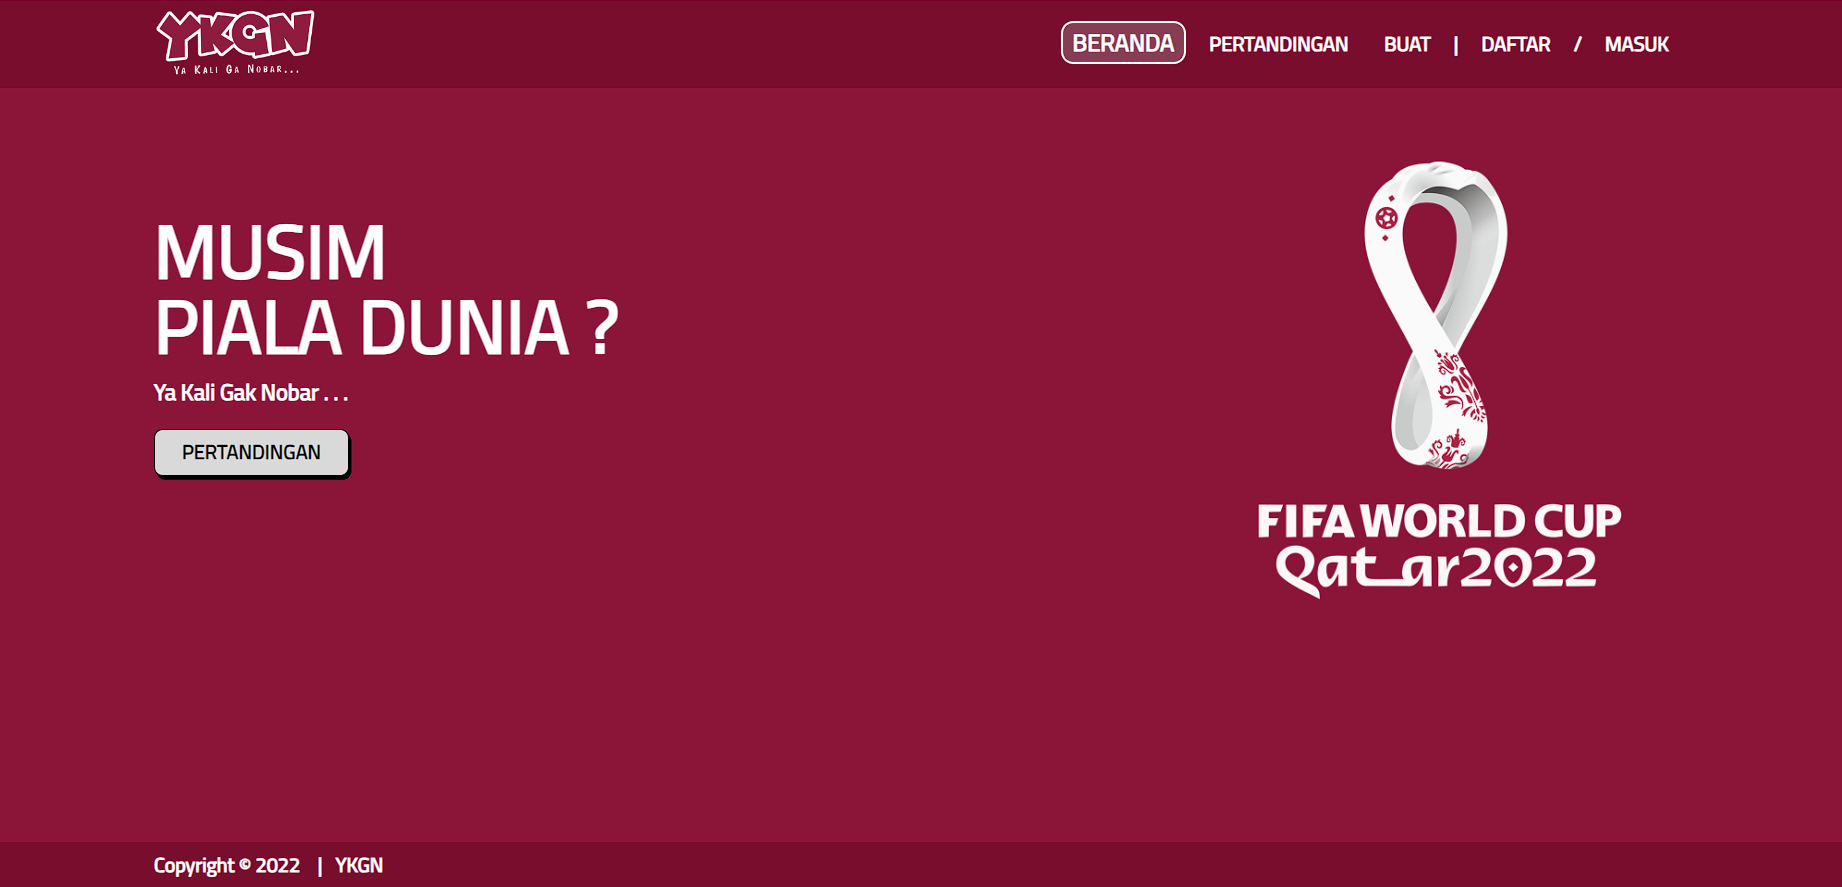 YKGN
Ya Kali Ga Nobar...
BERANDA PERTANDINGAN BUAT | DAFTAR / MASUK
MUSIM
PIALA DUNIA ?
Ya Kali Gak Nobar . . .
PERTANDINGAN
FIFA WORLD CUP
Qatar2022
Copyright © 2022 | YKGN